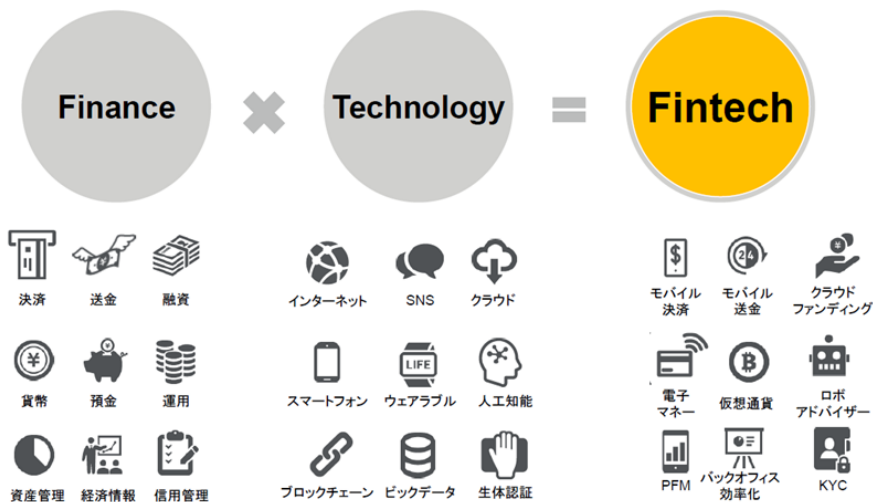 Finance
Technology
Fintech
決済 送金 融資
インターネット SNS クラウド
モバイル
決済
モバイル
送金
クラウド
ファンディング
貨幣 預金 運用
LIFE
スマートフォン ウェアラブル 人工知能
電子
マネー
仮想通貨
ロボ
アドバイザー
資産管理 経済情報 信用管理
ブロックチェーン ビックデータ 生体認証
PFM
バックオフィス
効率化
KYC
24